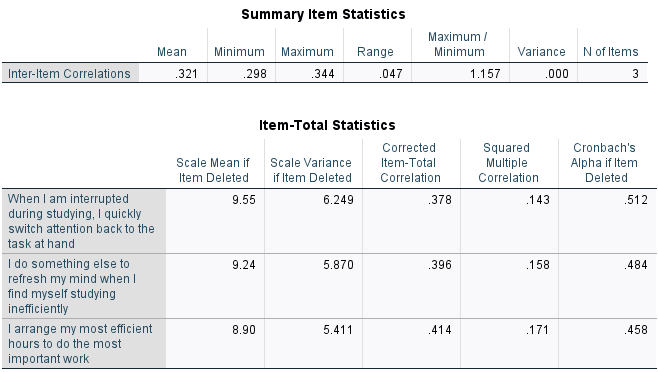 Summary Item Statistics
Mean Minimum Maximum Range Maximum / Minimum Variance N of Items
Inter-Item Correlations .321 .298 .344 .047 1.157 .000 3
Item-Total Statistics
Scale Mean if Item Deleted Scale Variance if Item Deleted Corrected Item-Total Correlation Squared Multiple Correlation Cronbach's Alpha if Item Deleted
When I am interrupted 9.55 6.249 .378 .143 .512
during studying, I quickly
switch attention back to the
task at hand
I do something else to 9.24 5.870 .396 .158 .484
refresh my mind when I
find myself studying
inefficiently
I arrange my most efficient 8.90 5.411 .414 .171 .458
hours to do the most
important work